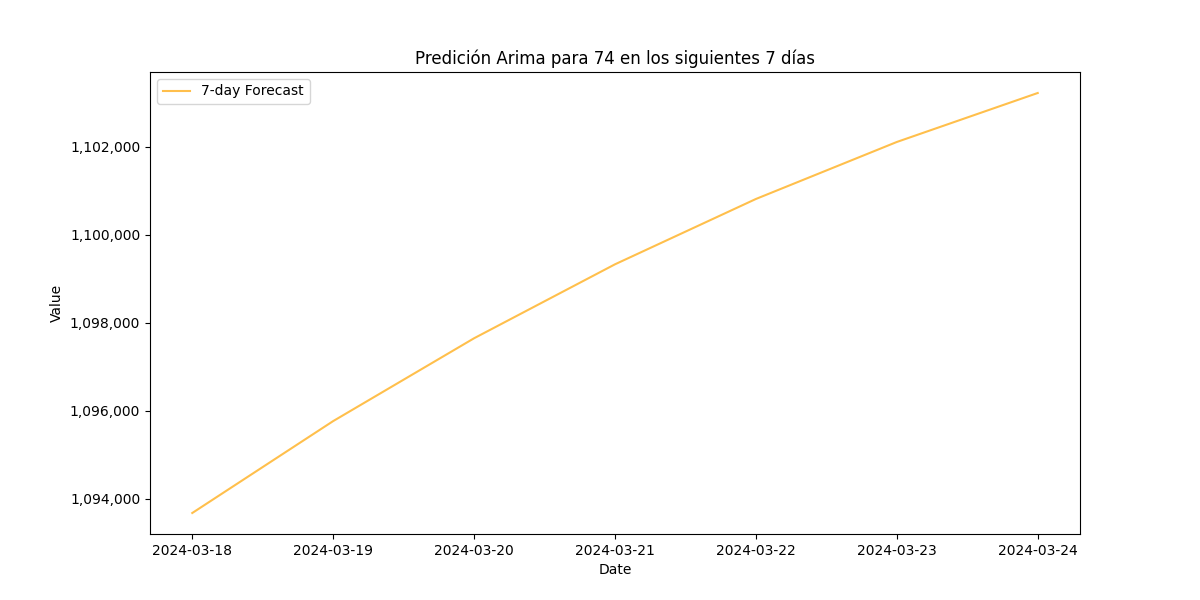 Predición Arima para 74 en los siguientes 7 días
7-day Forecast
1,102,000
1,100,000
1,098,000
1,096,000
1,094,000
Value
2024-03-18 2024-03-19 2024-03-20 2024-03-21 2024-03-22 2024-03-23 2024-03-24
Date